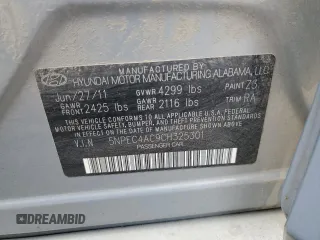 MANUFACTURED BY
HYUNDAI MOTOR MANUFACTURING ALABAMA, LLC
Jun/27/11 GVWR 4299 lbs PAINT Z3
GAWR FRONT 2425 lbs GAWR REAR 2116 lbs TRIM RA
THIS VEHICLE CONFORMS TO ALL APPLICABLE
FEDERAL MOTOR VEHICLE SAFETY, BUMPER, AND
THEFT PREVENTION STANDARDS IN EFFECT ON
THE DATE OF MANUFACTURE SHOWN ABOVE.
V.I.N 5NPEC4AC9CH325301
PASSENGER CAR
DEALER